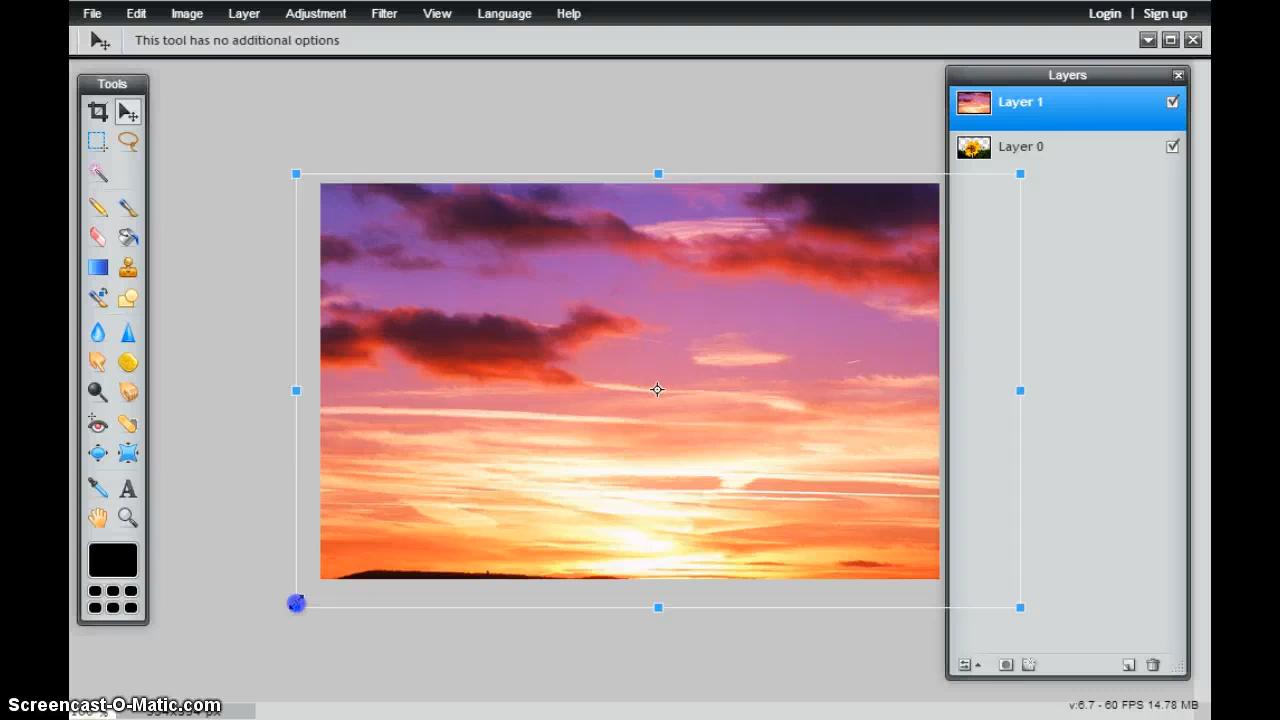 File Edit Image Layer Adjustment Filter View Language Help Login | Sign up
This tool has no additional options
Tools
Layers
Layer 1
Layer 0
A
Screencast-O-Matic.com
v:6.7 - 60 FPS 14.78 MB